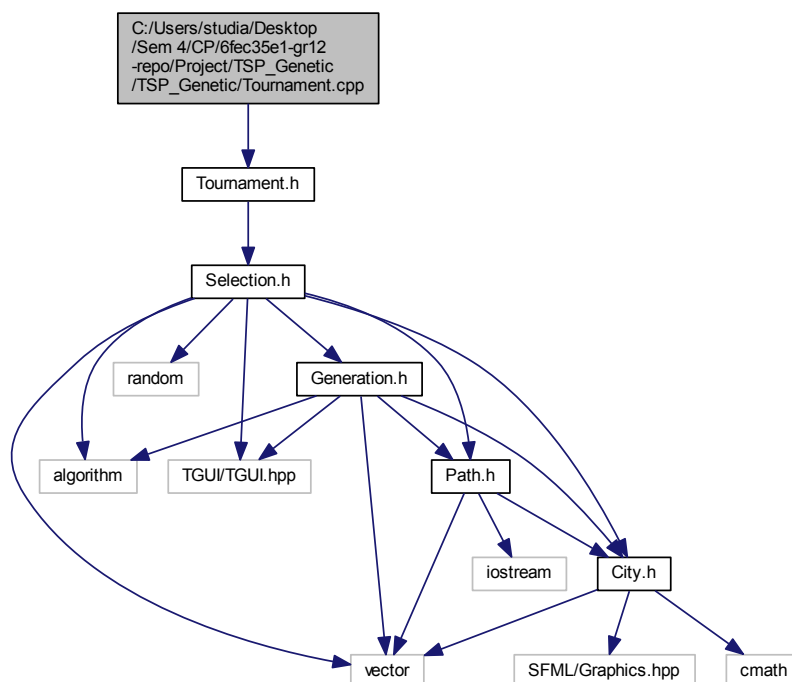 C:/Users/studia/Desktop
/Sem 4/CP/6fec35e1-gr12
-repo/Project/TSP_Genetic
/TSP_Genetic/Tournament.cpp
Tournament.h
Selection.h
random
Generation.h
algorithm
TGUI/TGUI.hpp
Path.h
iostream
City.h
vector
SFML/Graphics.hpp
cmath